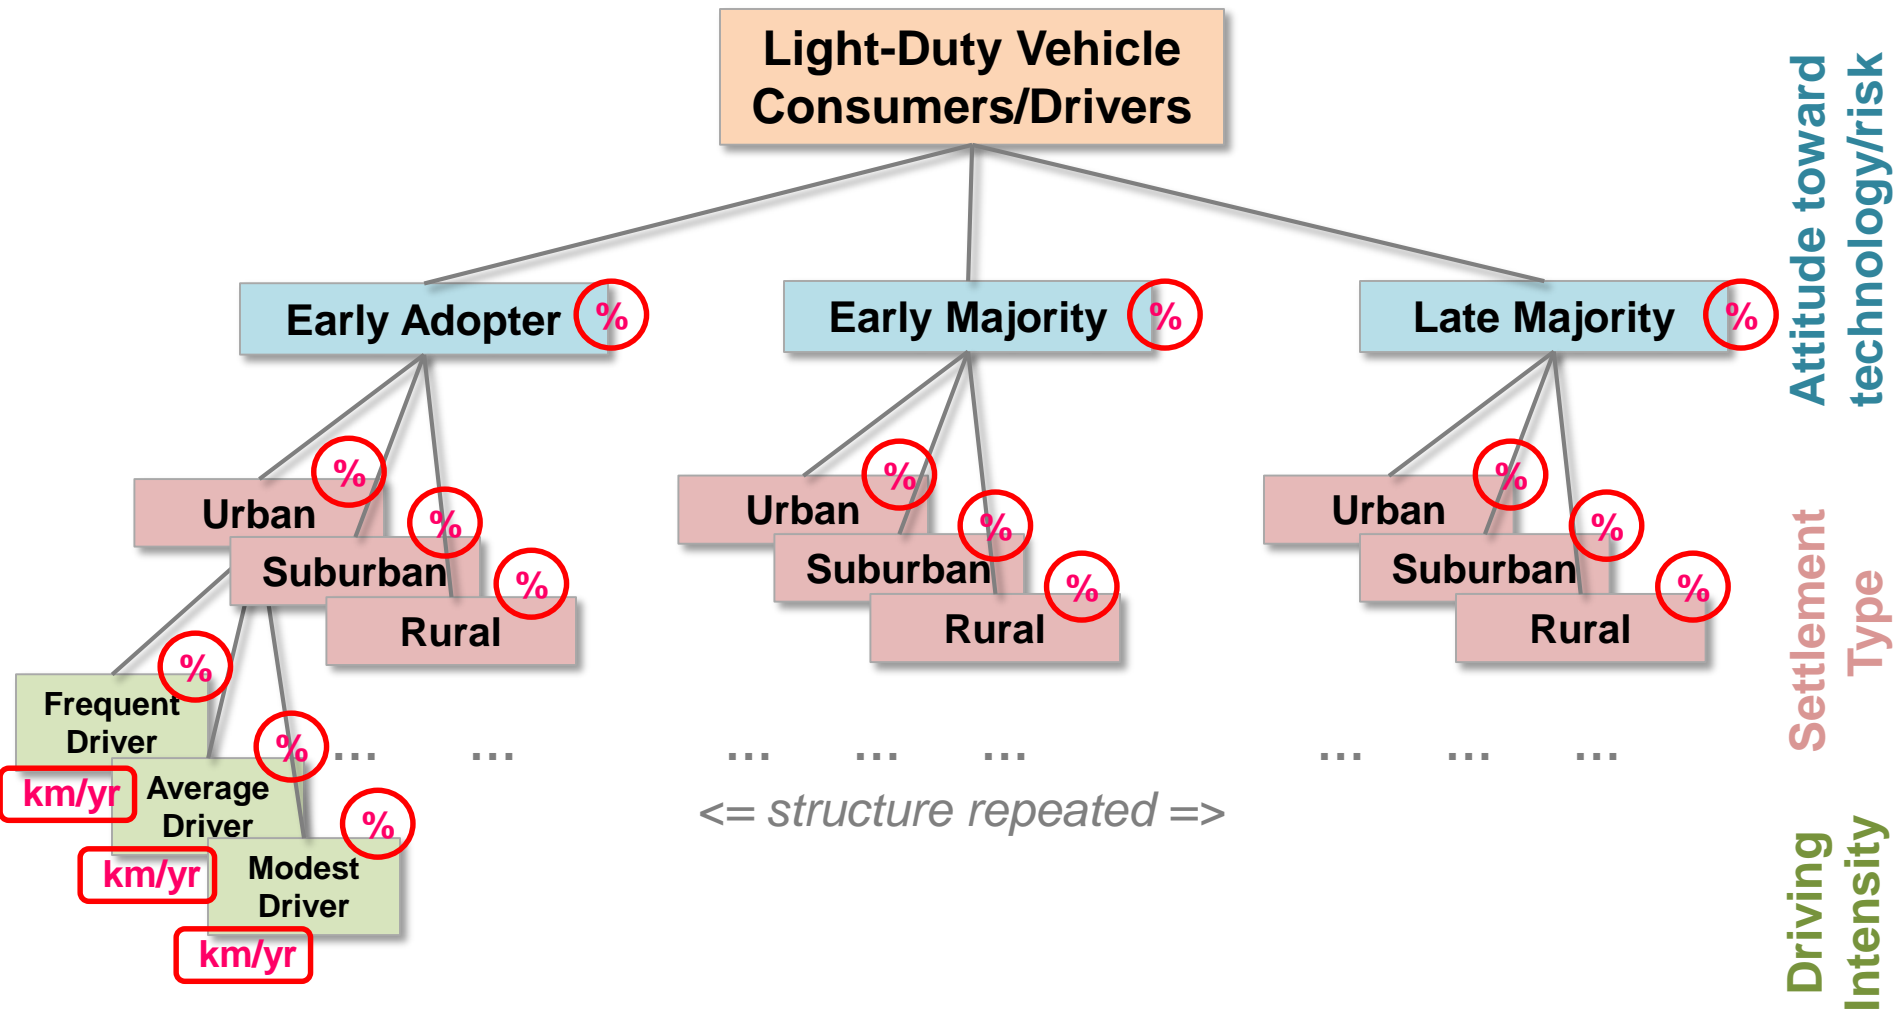 Light-Duty Vehicle
Consumers/Drivers
Attitude toward
technology/risk
Early Adopter %
Early Majority %
Late Majority %
Urban %
Suburban %
Rural %
Urban %
Suburban %
Rural %
Urban %
Suburban %
Rural %
Settlement
Type
Frequent
Driver
%
km/yr
Average
Driver
%
km/yr
Modest
Driver
%
km/yr
... ... ... ... ... ... ... ...
<= structure repeated =>
Driving
Intensity